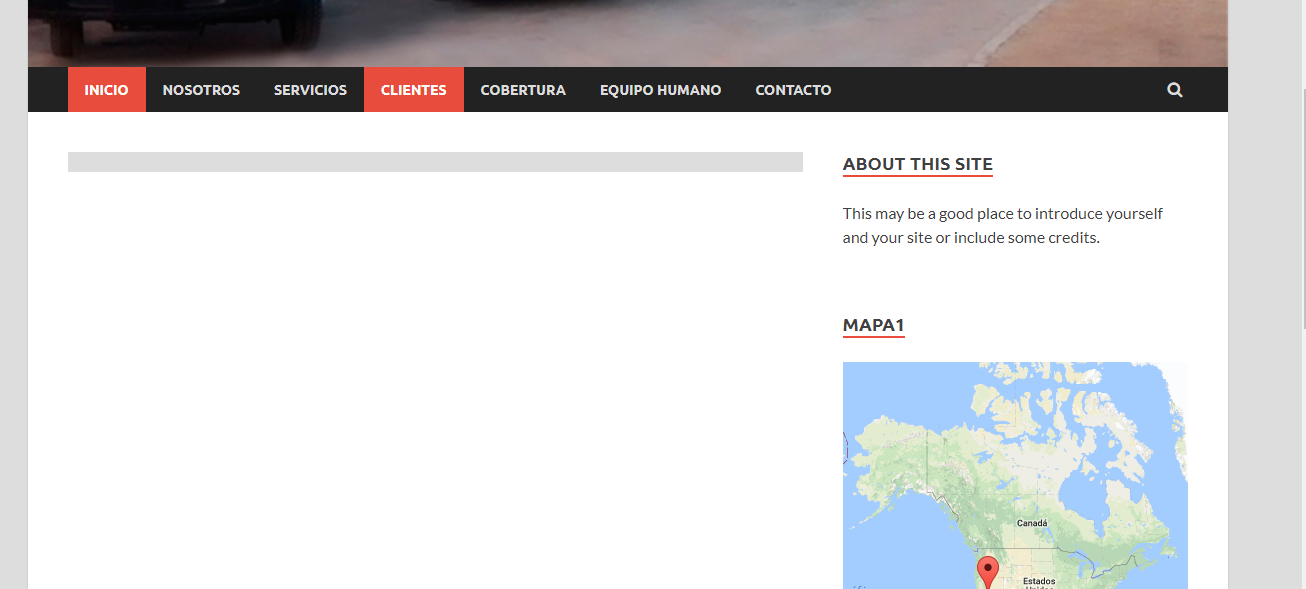 INICIO NOSOTROS SERVICIOS CLIENTES COBERTURA EQUIPO HUMANO CONTACTO
ABOUT THIS SITE
This may be a good place to introduce yourself
and your site or include some credits.
MAPA1
Canadá
Estados